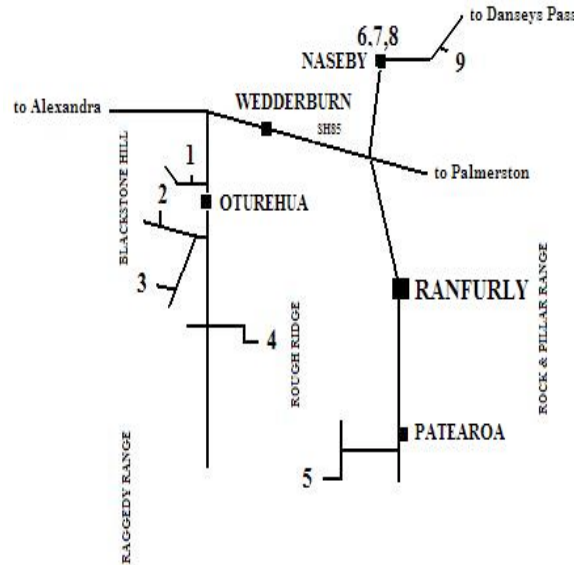 to Danseys Pass
6,7,8
NASEBY
9
WEDDERBURN
to Alexandra
SH85
to Palmerston
1
BLACKSTONE HILL
2
OTUREHUA
3
RANFURLY
4
ROUGH RIDGE
ROCK & PILLAR RANGE
PATEAROA
RAGGEDY RANGE
5